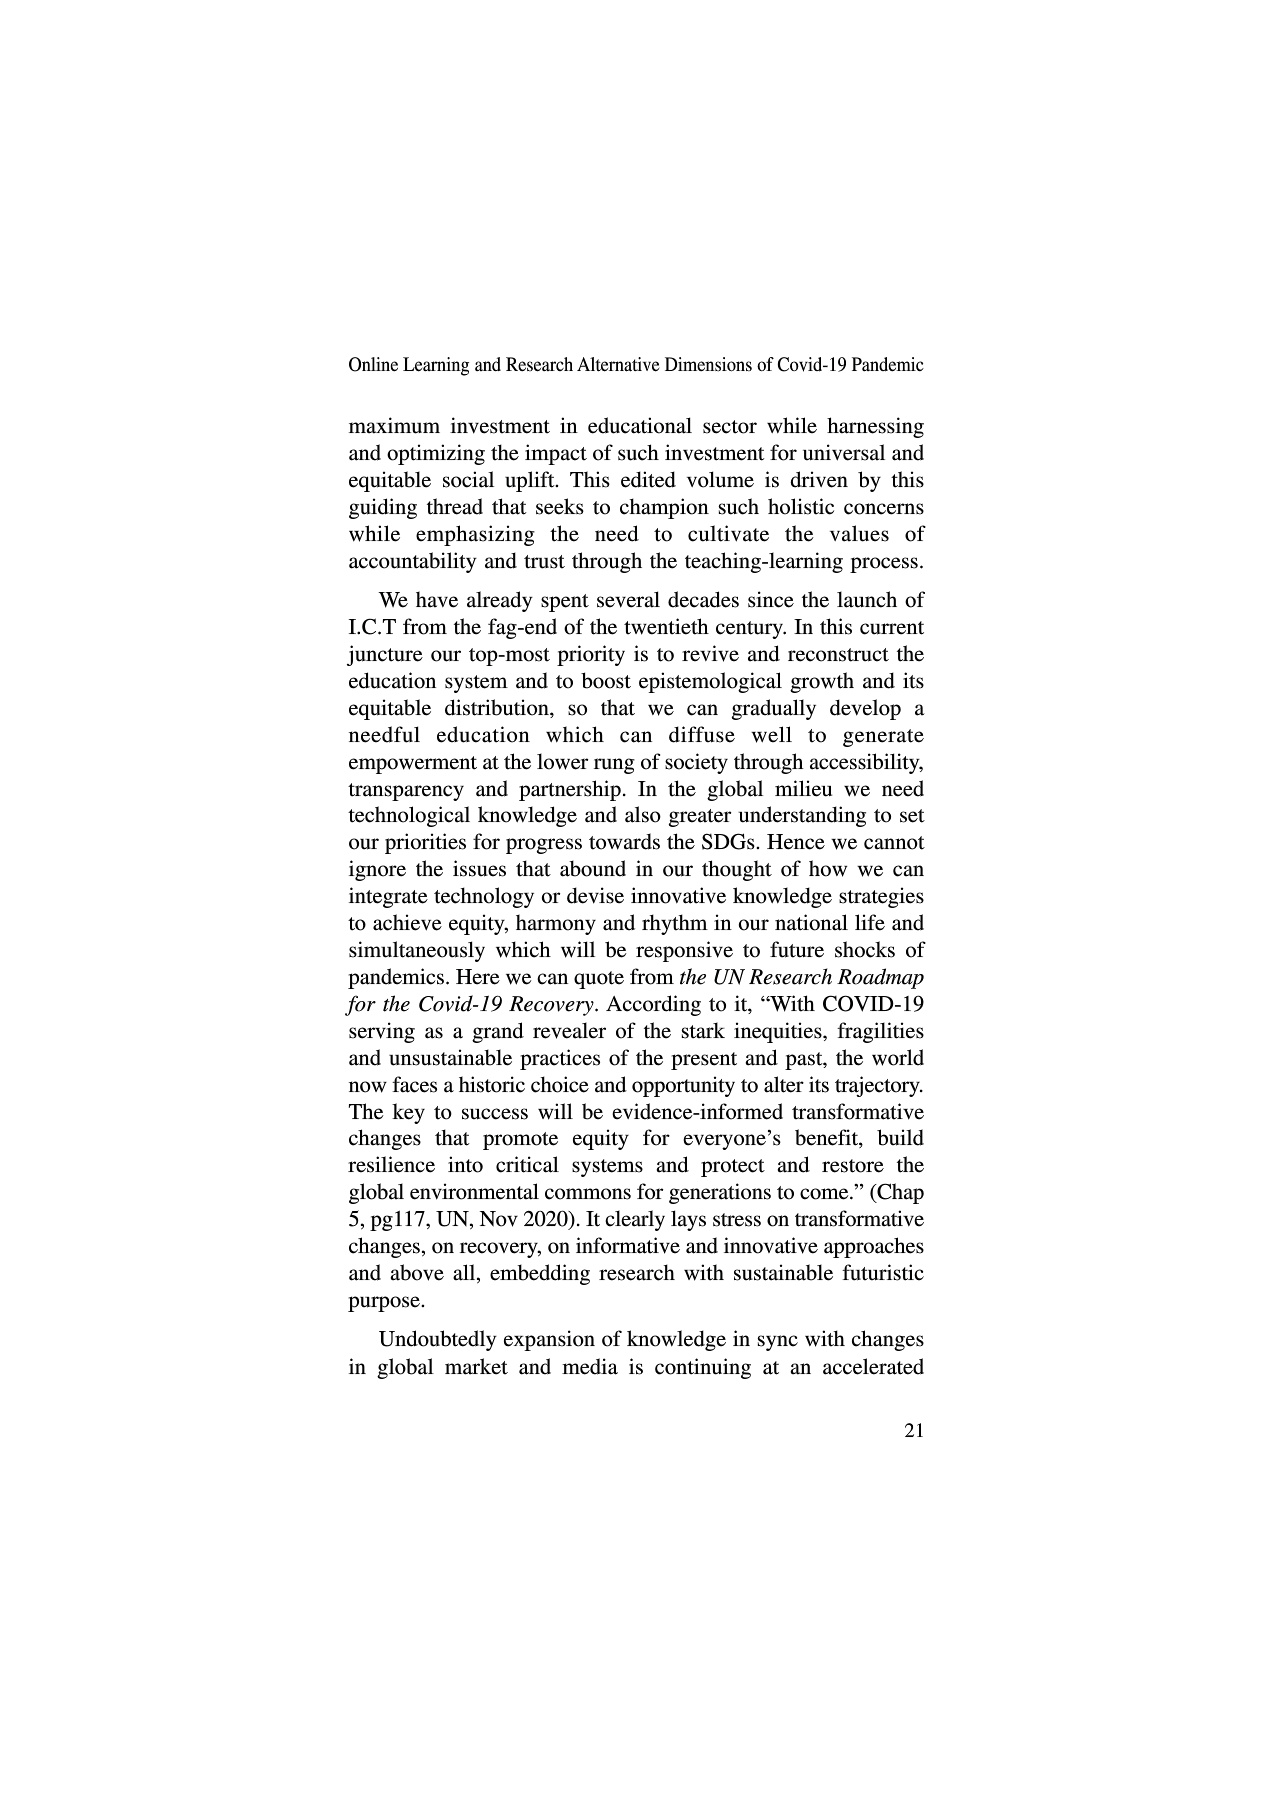 Online Learning and Research Alternative Dimensions of Covid-19 Pandemic
maximum investment in educational sector while harnessing
and optimizing the impact of such investment for universal and
equitable social uplift. This edited volume is driven by this
guiding thread that seeks to champion such holistic concerns
while emphasizing the need to cultivate the values of
accountability and trust through the teaching-learning process.
We have already spent several decades since the launch of
I.C.T from the fag-end of the twentieth century. In this current
juncture our top-most priority is to revive and reconstruct the
education system and to boost epistemological growth and its
equitable distribution, so that we can gradually develop a
needful education which can diffuse well to generate
empowerment at the lower rung of society through accessibility,
transparency and partnership. In the global milieu we need
technological knowledge and also greater understanding to set
our priorities for progress towards the SDGs. Hence we cannot
ignore the issues that abound in our thought of how we can
integrate technology or devise innovative knowledge strategies
to achieve equity, harmony and rhythm in our national life and
simultaneously which will be responsive to future shocks of
pandemics. Here we can quote from the UN Research Roadmap
for the Covid-19 Recovery. According to it, “With COVID-19
serving as a grand revealer of the stark inequities, fragilities
and unsustainable practices of the present and past, the world
now faces a historic choice and opportunity to alter its trajectory.
The key to success will be evidence-informed transformative
changes that promote equity for everyone’s benefit, build
resilience into critical systems and protect and restore the
global environmental commons for generations to come.” (Chap
5, pg117, UN, Nov 2020). It clearly lays stress on transformative
changes, on recovery, on informative and innovative approaches
and above all, embedding research with sustainable futuristic
purpose.
Undoubtedly expansion of knowledge in sync with changes
in global market and media is continuing at an accelerated
21